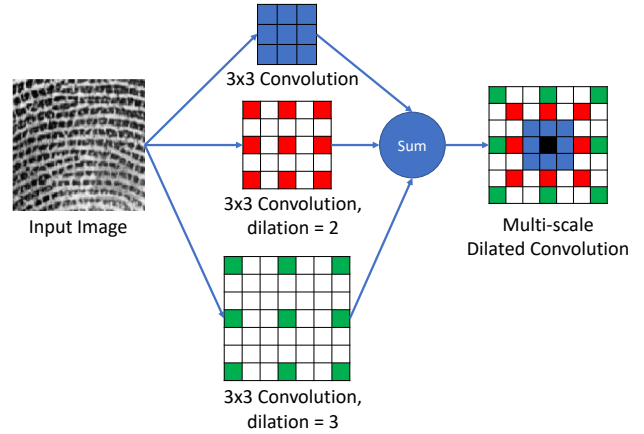 3x3 Convolution
3x3 Convolution,
dilation = 2
Sum
Input Image
Multi-scale
Dilated Convolution
3x3 Convolution,
dilation = 3